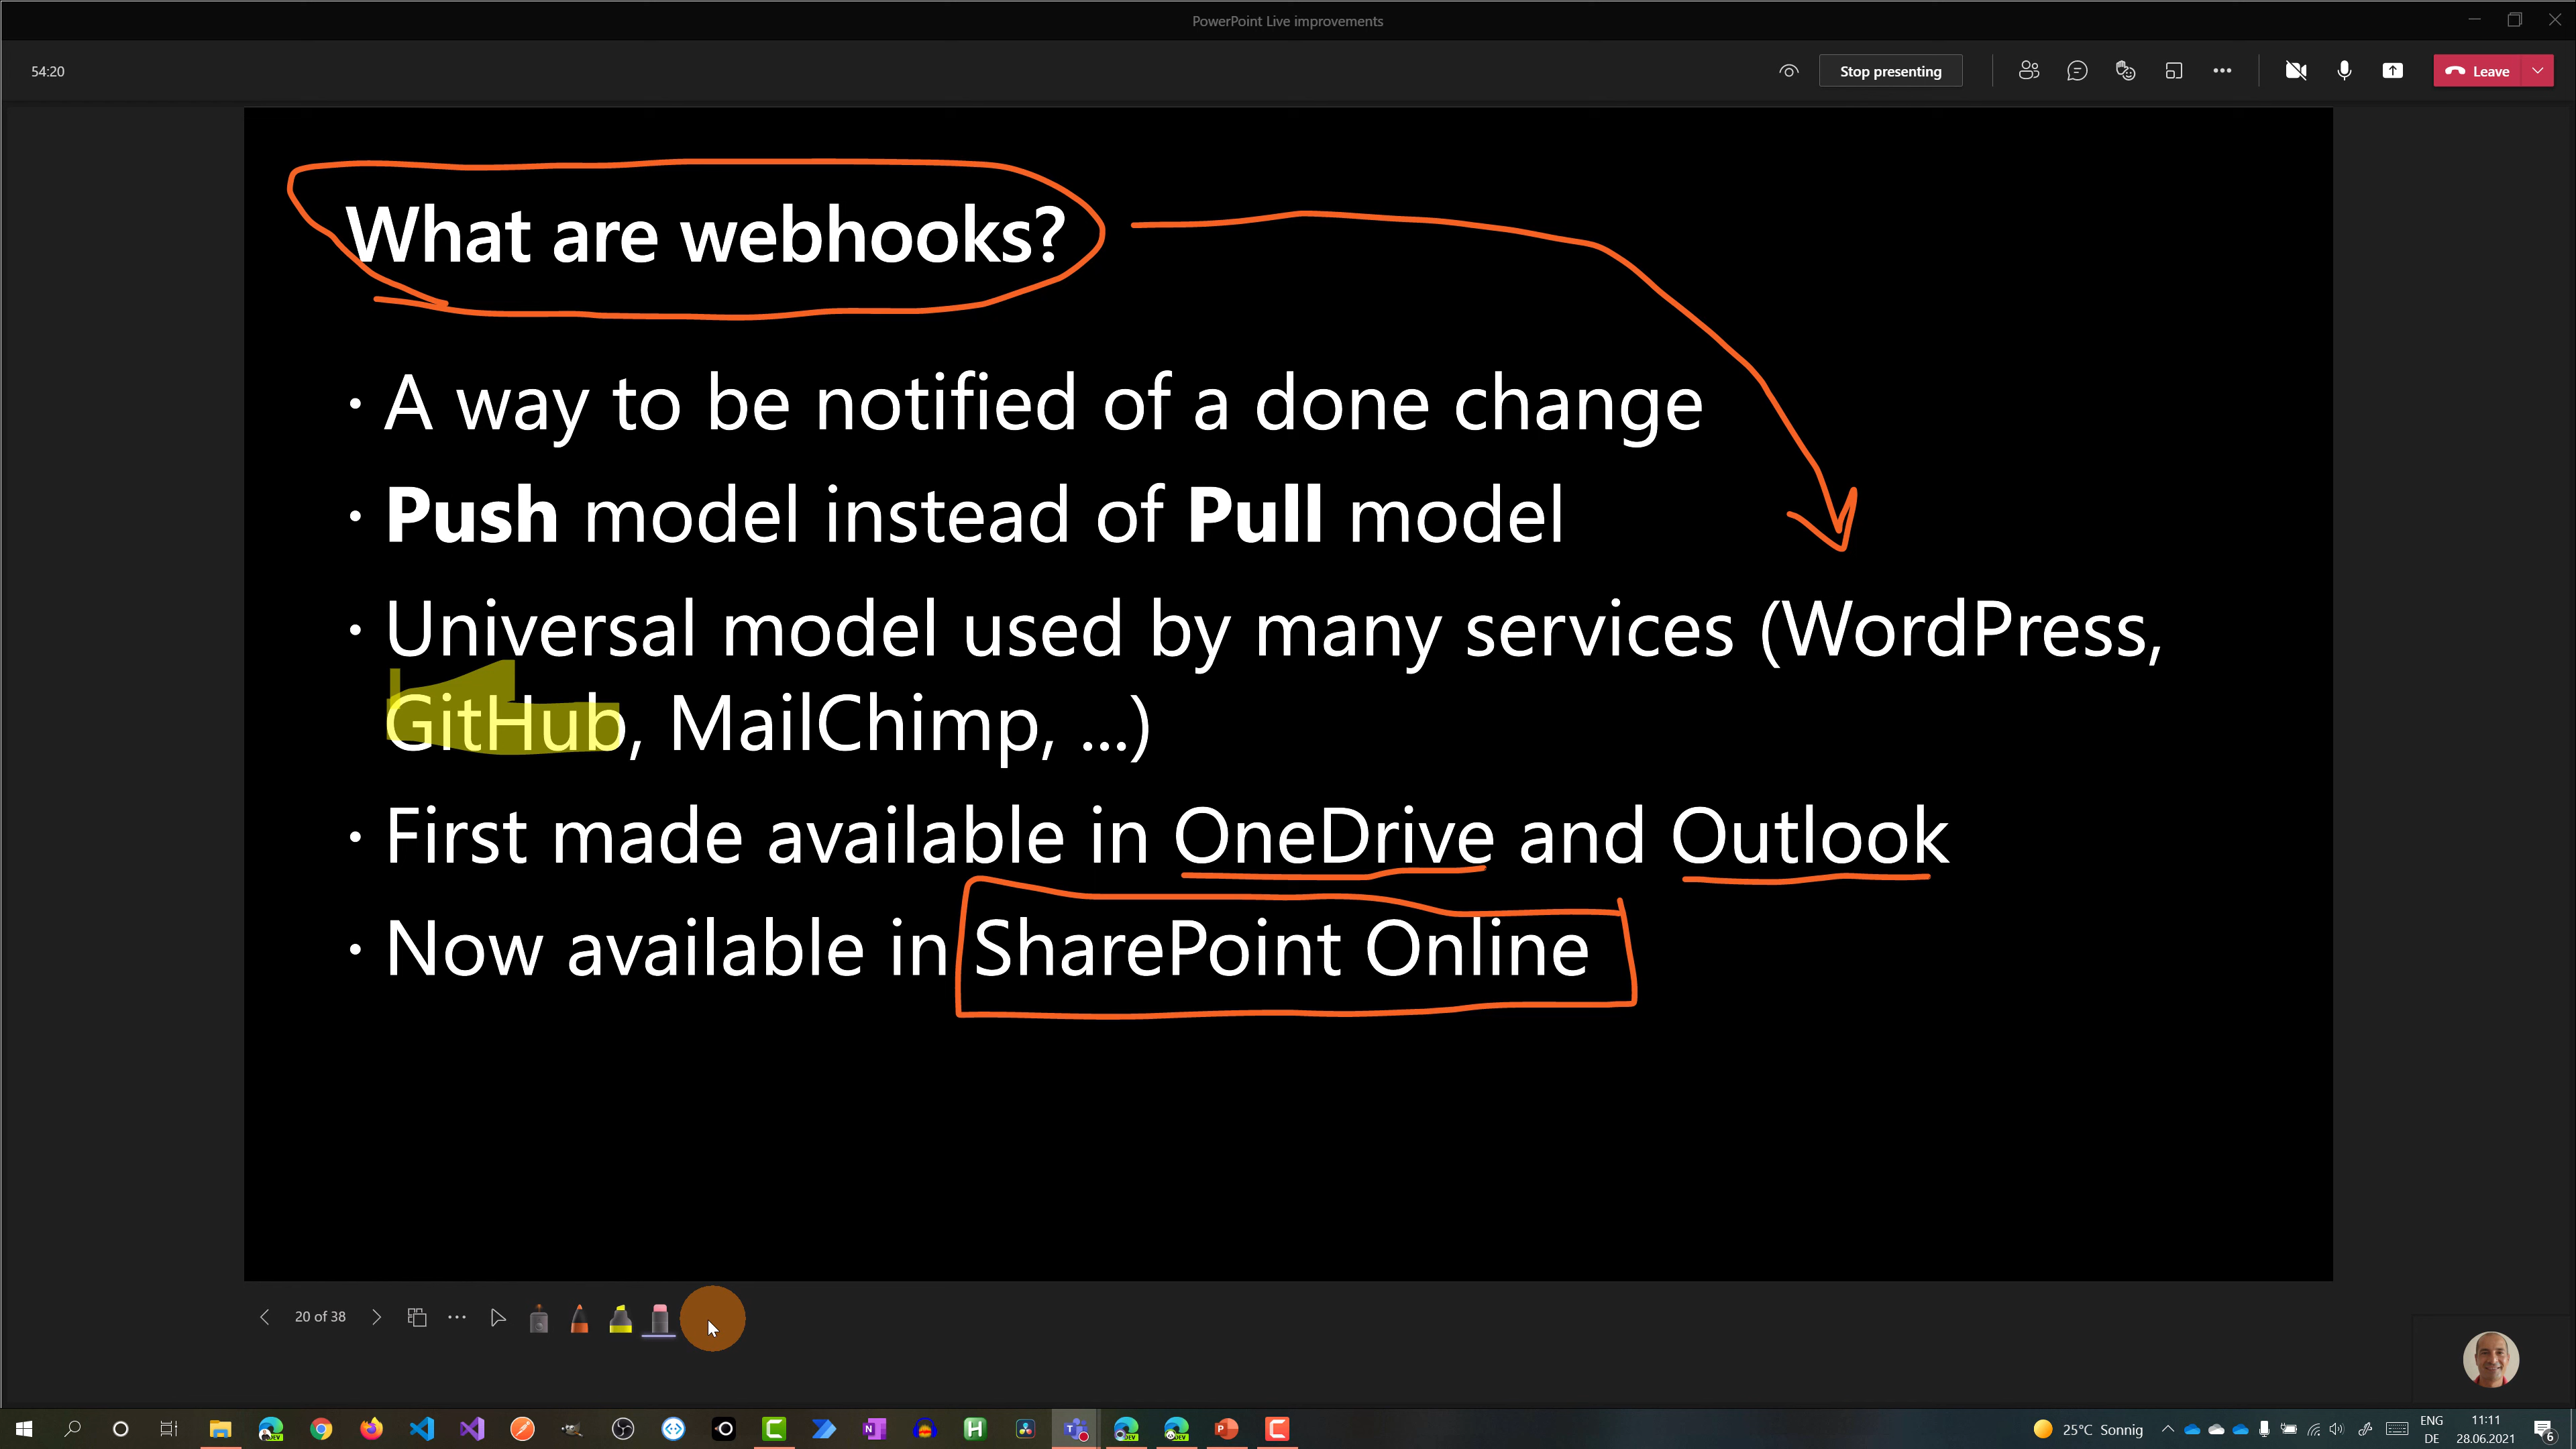 PowerPoint Live improvements
54:20
Stop presenting
Leave
What are webhooks?
• A way to be notified of a done change
• Push model instead of Pull model
• Universal model used by many services (WordPress,
GitHub, MailChimp, ...)
• First made available in OneDrive and Outlook
• Now available in SharePoint Online
20 of 38
25°C Sonnig
ENG
DE
11:11
28.06.2021
6